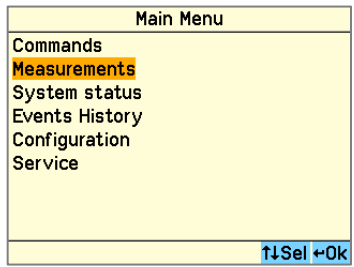 Main Menu
Commands
Measurements
System status
Events History
Configuration
Service
↑↓Sel ↵Ok